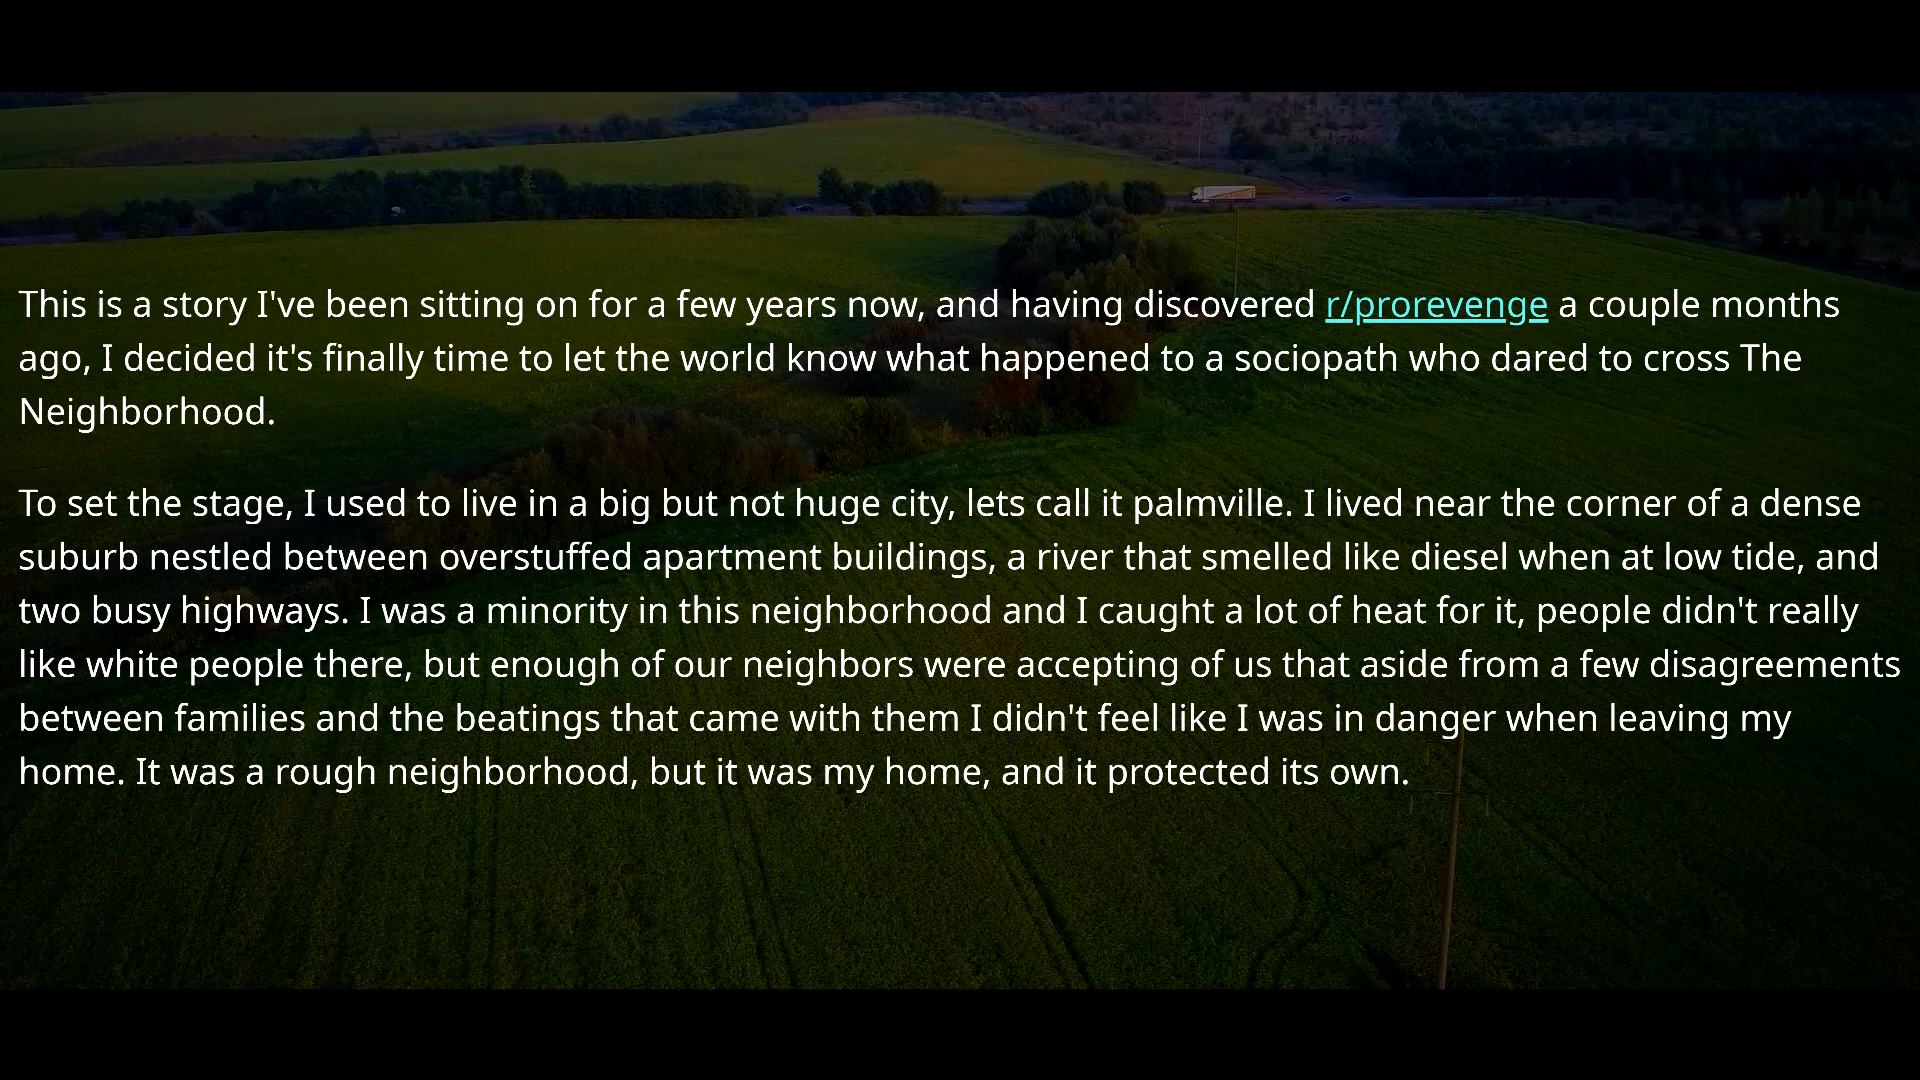 This is a story I've been sitting on for a few years now, and having discovered r/prorevenge a couple months
ago, I decided it's finally time to let the world know what happened to a sociopath who dared to cross The
Neighborhood.
To set the stage, I used to live in a big but not huge city, lets call it palmville. I lived near the corner of a dense
suburb nestled between overstuffed apartment buildings, a river that smelled like diesel when at low tide, and
two busy highways. I was a minority in this neighborhood and I caught a lot of heat for it, people didn't really
like white people there, but enough of our neighbors were accepting of us that aside from a few disagreements
between families and the beatings that came with them I didn't feel like I was in danger when leaving my
home. It was a rough neighborhood, but it was my home, and it protected its own.